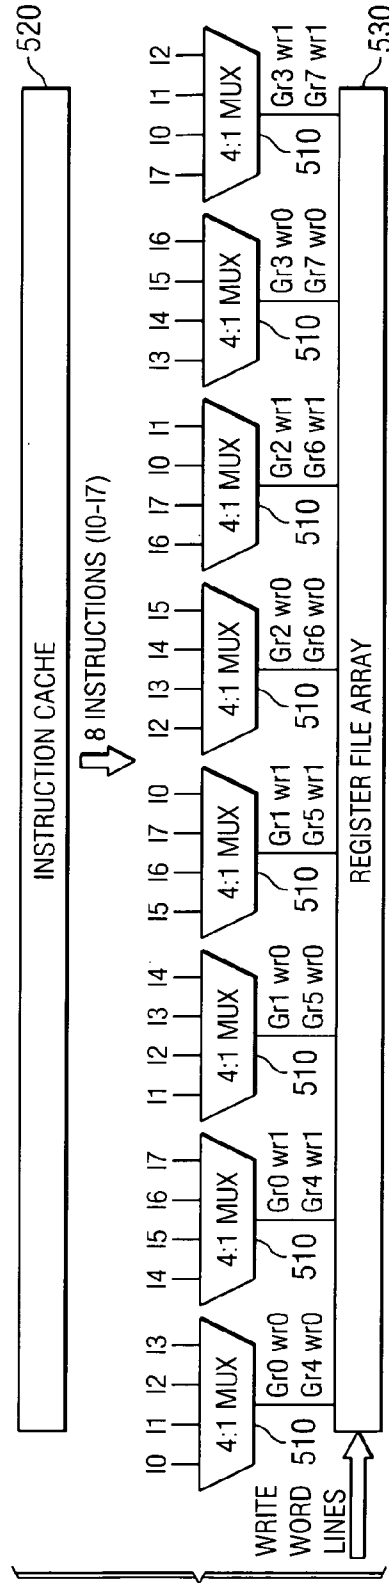 INSTRUCTION CACHE
520
8 INSTRUCTIONS (I0-I7)
I0 I1 I2 I3
4:1 MUX
510
Gr0 wr0
Gr4 wr0
I4 I5 I6 I7
4:1 MUX
510
Gr0 wr1
Gr4 wr1
I1 I2 I3 I4
4:1 MUX
510
Gr1 wr0
Gr5 wr0
I5 I6 I7 I0
4:1 MUX
510
Gr1 wr1
Gr5 wr1
I2 I3 I4 I5
4:1 MUX
510
Gr2 wr0
Gr6 wr0
I6 I7 I0 I1
4:1 MUX
510
Gr2 wr1
Gr6 wr1
I3 I4 I5 I6
4:1 MUX
510
Gr3 wr0
Gr7 wr0
I7 I0 I1 I2
4:1 MUX
510
Gr3 wr1
Gr7 wr1
WRITE
WORD
LINES
REGISTER FILE ARRAY
530